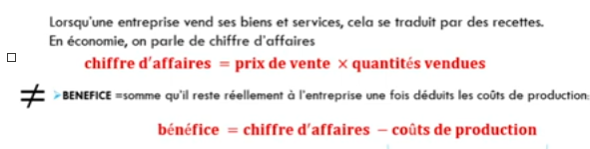 Lorsqu'une entreprise vend ses biens et services, cela se traduit par des recettes.
En économie, on parle de chiffre d'affaires
chiffre d'affaires = prix de vente × quantités vendues
≠ ➢BENEFICE =somme qu'il reste réellement à l'entreprise une fois déduits les coûts de production:
bénéfice = chiffre d'affaires − coûts de production